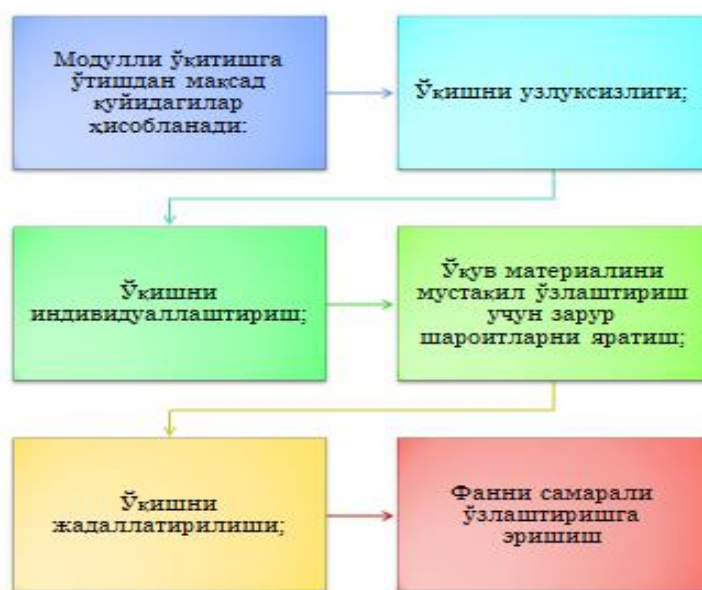 Модулли ўқитишга
ўтишдан мақсад
қуйидагилар
ҳисобланади:
Ўқишни узлуксизлиги;
Ўқишни
индивидуаллаштириш;
Ўқув материалини
мустақил ўзлаштириш
учун зарур
шароитларни яратиш;
Ўқишни
жадаллатирилиши;
Фанни самарали
ўзлаштиришга
эришиш